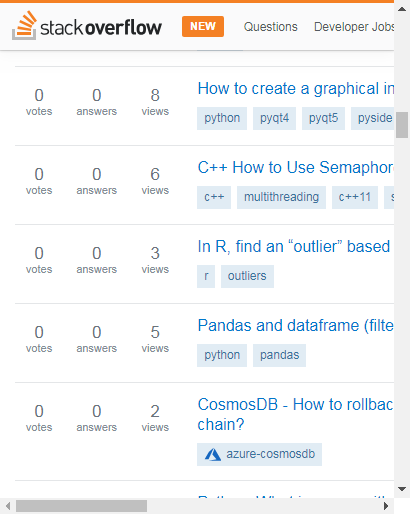 stackoverflow NEW Questions Developer Jobs
0 0 8 How to create a graphical in
votes answers views
python pyqt4 pyqt5 pyside
0 0 6 C++ How to Use Semaphor
votes answers views
c++ multithreading c++11
0 0 3 In R, find an “outlier” based
votes answers views
r outliers
0 0 5 Pandas and dataframe (filte
votes answers views
python pandas
0 0 2 CosmosDB - How to rollbac
votes answers views
chain?
azure-cosmosdb